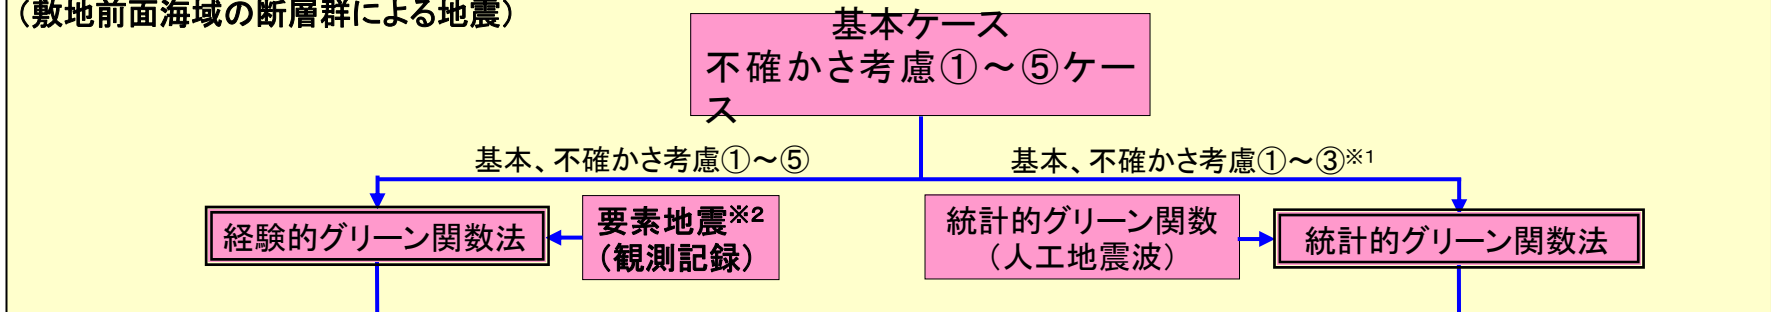 （敷地前面海域の断層群による地震）
基本ケース
不確かさ考慮①～⑤ケー
ス
基本、不確かさ考慮①～⑤
基本、不確かさ考慮①～③※1
経験的グリーン関数法
要素地震※2
（観測記録）
統計的グリーン関数
（人工地震波）
統計的グリーン関数法